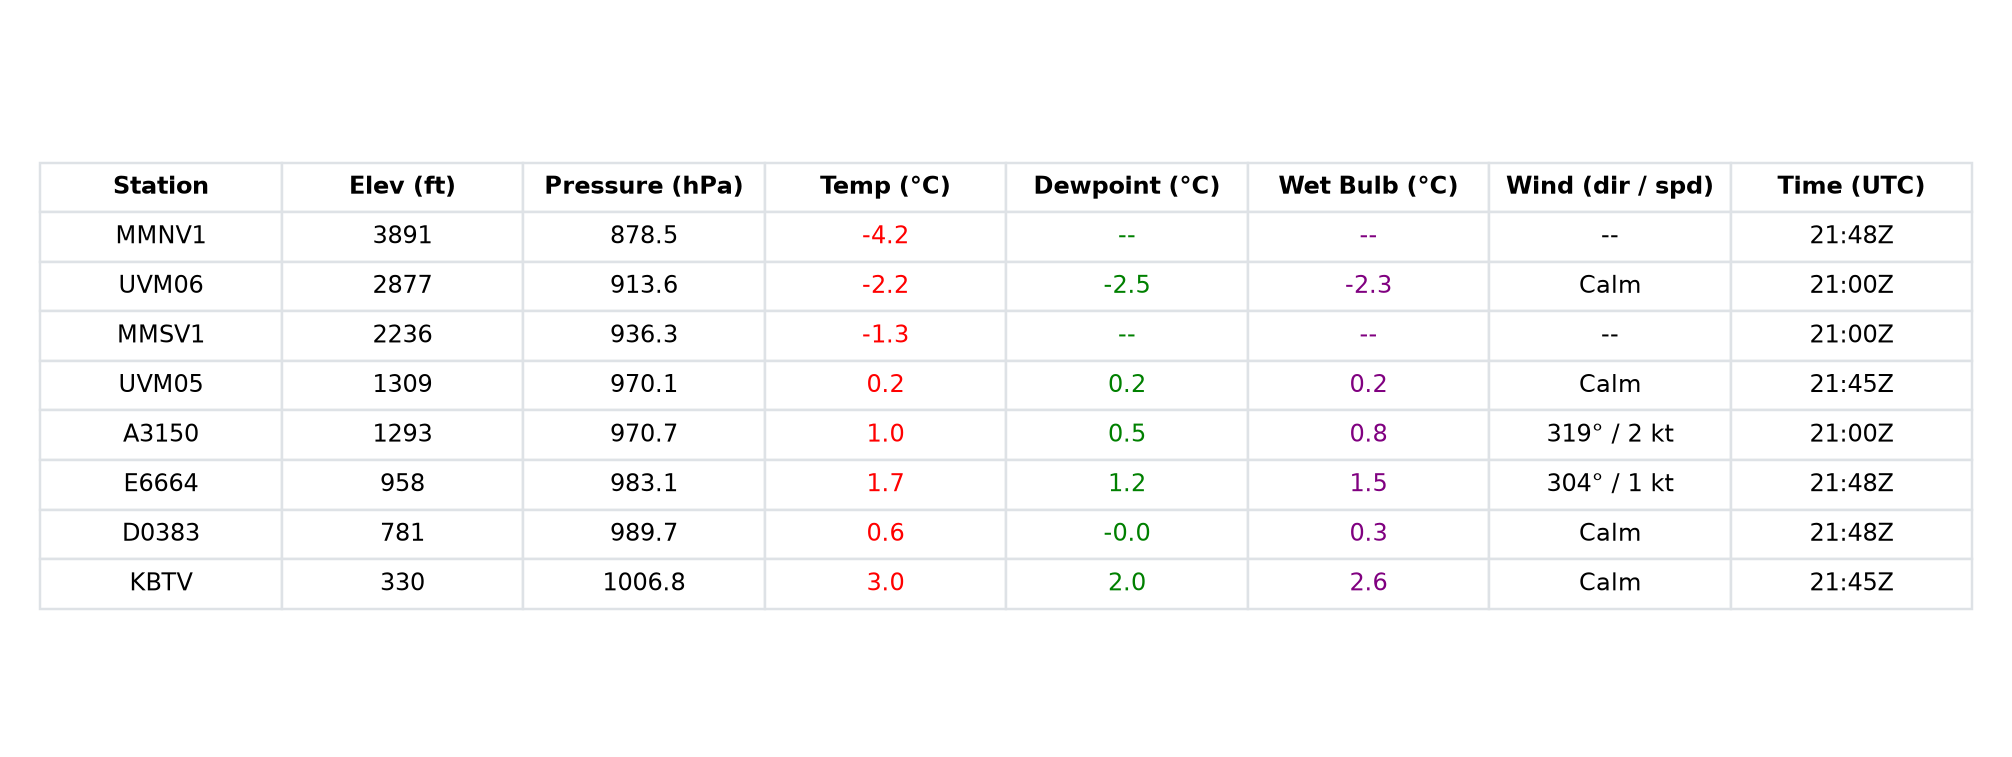 Station Elev (ft) Pressure (hPa) Temp (°C) Dewpoint (°C) Wet Bulb (°C) Wind (dir / spd) Time (UTC)
MMNV1 3891 878.5 -4.2 -- -- -- 21:48Z
UVM06 2877 913.6 -2.2 -2.5 -2.3 Calm 21:00Z
MMSV1 2236 936.3 -1.3 -- -- -- 21:00Z
UVM05 1309 970.1 0.2 0.2 0.2 Calm 21:45Z
A3150 1293 970.7 1.0 0.5 0.8 319° / 2 kt 21:00Z
E6664 958 983.1 1.7 1.2 1.5 304° / 1 kt 21:48Z
D0383 781 989.7 0.6 -0.0 0.3 Calm 21:48Z
KBTV 330 1006.8 3.0 2.0 2.6 Calm 21:45Z